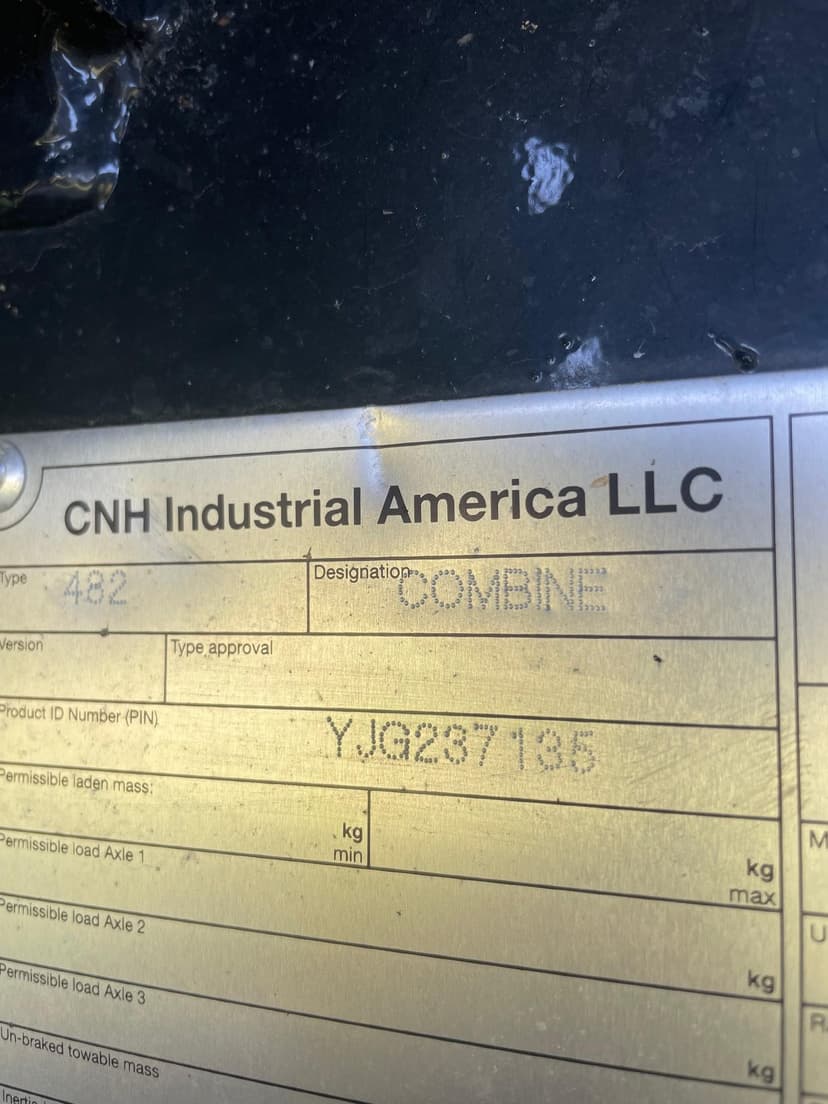 CNH Industrial America LLC
Type 482 Designation COMBINE
Version Type approval
Product ID Number (PIN) YJG237135
Permissible laden mass:
kg
min
kg
max
Permissible load Axle 1
kg
Permissible load Axle 2
kg
Permissible load Axle 3
Un-braked towable mass